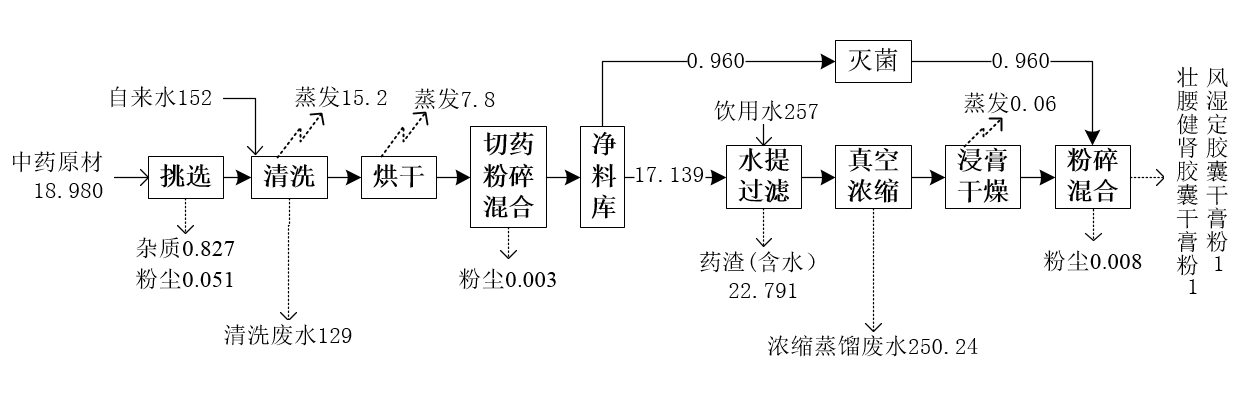 中药原材
18.980
自来水152
挑选
杂质0.827
粉尘0.051
蒸发15.2
清洗
清洗废水129
蒸发7.8
烘干
切药
粉碎
混合
粉尘0.003
净
料
库
0.960
灭菌
0.960
17.139
饮用水257
水提
过滤
药渣(含水)
22.791
真空
浓缩
浓缩蒸馏废水250.24
蒸发0.06
浸膏
干燥
粉碎
混合
粉尘0.008
风湿定胶囊干膏粉1
壮腰健肾胶囊干膏粉1